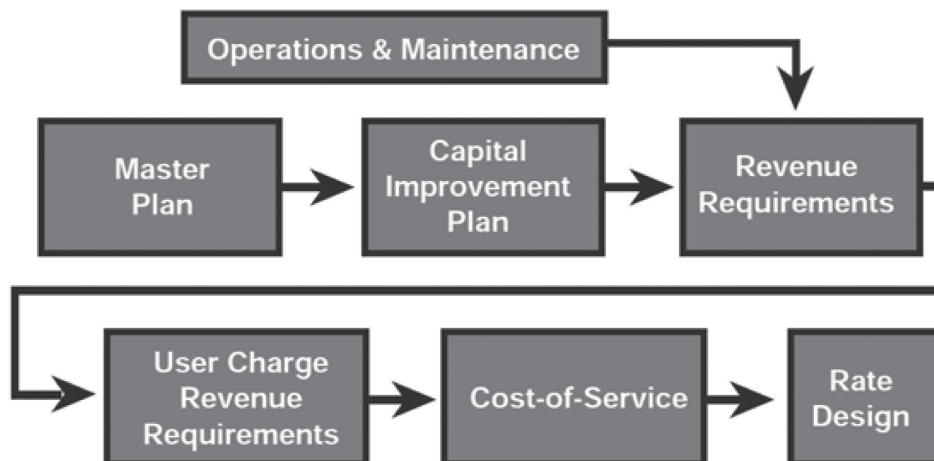 Operations & Maintenance
Master
Plan
Capital
Improvement
Plan
Revenue
Requirements
User Charge
Revenue
Requirements
Cost-of-Service
Rate
Design